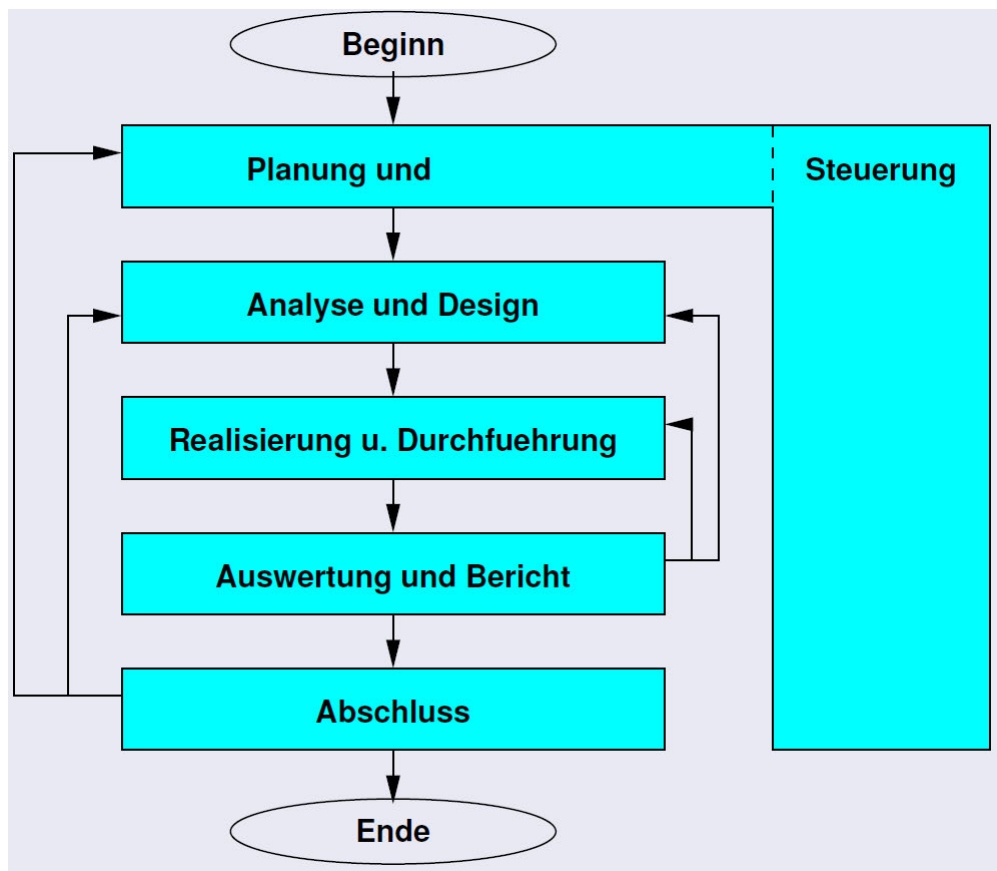 Beginn
Planung und
Steuerung
Analyse und Design
Realisierung u. Durchfuehrung
Auswertung und Bericht
Abschluss
Ende